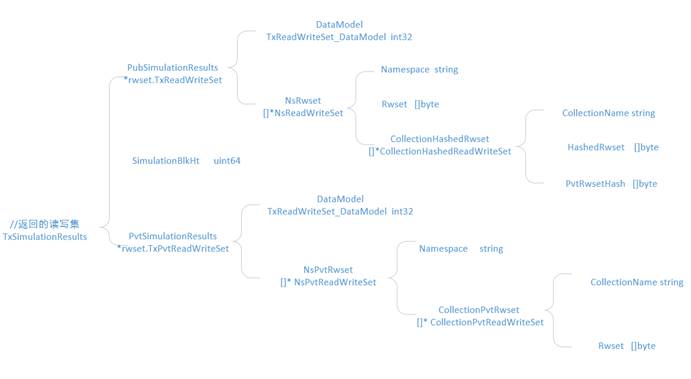 //返回的读写集
TxSimulationResults
PubSimulationResults
*rwset.TxReadWriteSet
DataModel
TxReadWriteSet_DataModel int32
NsRwset
[]*NsReadWriteSet
Namespace string
Rwset []byte
CollectionHashedRwset
[]*CollectionHashedReadWriteSet
CollectionName string
HashedRwset []byte
PvtRwsetHash []byte
SimulationBlkHt uint64
PvtSimulationResults
*rwset.TxPvtReadWriteSet
DataModel
TxReadWriteSet_DataModel int32
NsPvtRwset
[]* NsPvtReadWriteSet
Namespace string
CollectionPvtRwset
[]* CollectionPvtReadWriteSet
CollectionName string
Rwset []byte